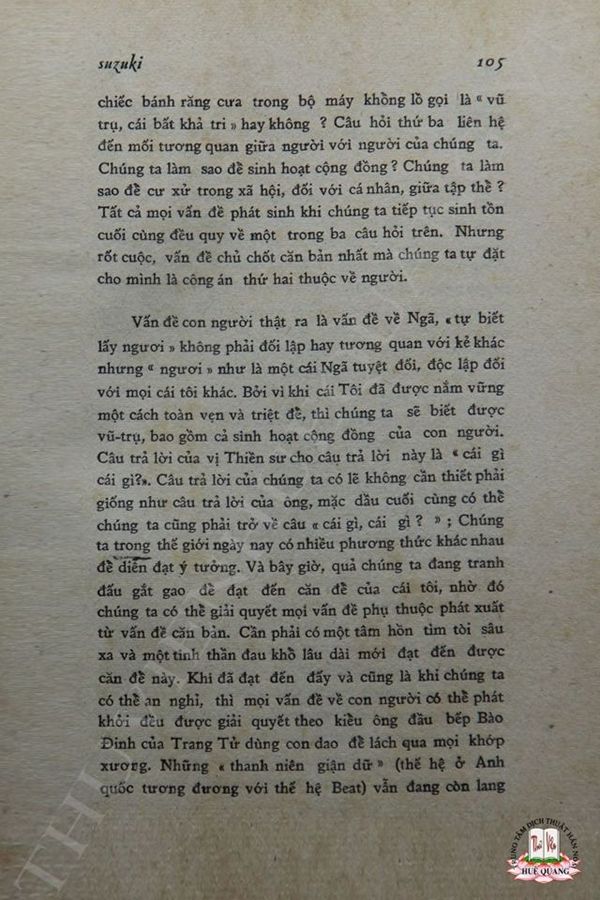 suzuki 105
chiếc bánh răng cưa trong bộ máy khổng lồ gọi là « vũ
trụ, cái bất khả tri » hay không ? Câu hỏi thứ ba liên hệ
đến mối tương quan giữa người với người của chúng ta.
Chúng ta làm sao để sinh hoạt cộng đồng ? Chúng ta làm
sao để cư xử trong xã hội, đối với cá nhân, giữa tập thể ?
Tất cả mọi vấn đề phát sinh khi chúng ta tiếp tục sinh tồn
cuối cùng đều quy về một trong ba câu hỏi trên. Nhưng
rốt cuộc, vấn đề chủ chốt căn bản nhất mà chúng ta tự đặt
cho mình là công án thứ hai thuộc về người.
Vấn đề con người thật ra là vấn đề về Ngã, « tự biết
lấy ngươi » không phải đối lập hay tương quan với kẻ khác
nhưng « ngươi » như là một cái Ngã tuyệt đối, độc lập đối
với mọi cái tôi khác. Bởi vì khi cái Tôi đã được nắm vững
một cách toàn vẹn và triệt để, thì chúng ta sẽ biết được
vũ-trụ, bao gồm cả sinh hoạt cộng đồng của con người.
Câu trả lời của vị Thiền sư cho câu trả lời này là « cái gì
cái gì?». Câu trả lời của chúng ta có lẽ không cần thiết phải
giống như câu trả lời của ông, mặc dầu cuối cùng có thể
chúng ta cũng phải trở về câu « cái gì, cái gì ? » ; Chúng
ta trong thế giới ngày nay có nhiều phương thức khác nhau
để diễn đạt ý tưởng. Và bây giờ, quả chúng ta đang tranh
đấu gắt gao để đạt đến căn đề của cái tôi, nhờ đó
chúng ta có thể giải quyết mọi vấn đề phụ thuộc phát xuất
từ vấn đề căn bản. Cần phải có một tâm hồn tìm tòi sâu
xa và một tinh thần đau khổ lâu dài mới đạt đến được
căn đề này. Khi đã đạt đến đấy và cũng là khi chúng ta
có thể an nghỉ, thì mọi vấn đề về con người có thể phát
khởi đều được giải quyết theo kiểu ông đầu bếp Bào
Đinh của Trang Tử dùng con dao để lách qua mọi khớp
xương. Những « thanh niên giận dữ » (thế hệ ở Anh
quốc tương đương với thế hệ Beat) vẫn đang còn lang
TRUNG TÂM DỊCH THUẬT HÁN NÔM
HUỆ QUANG